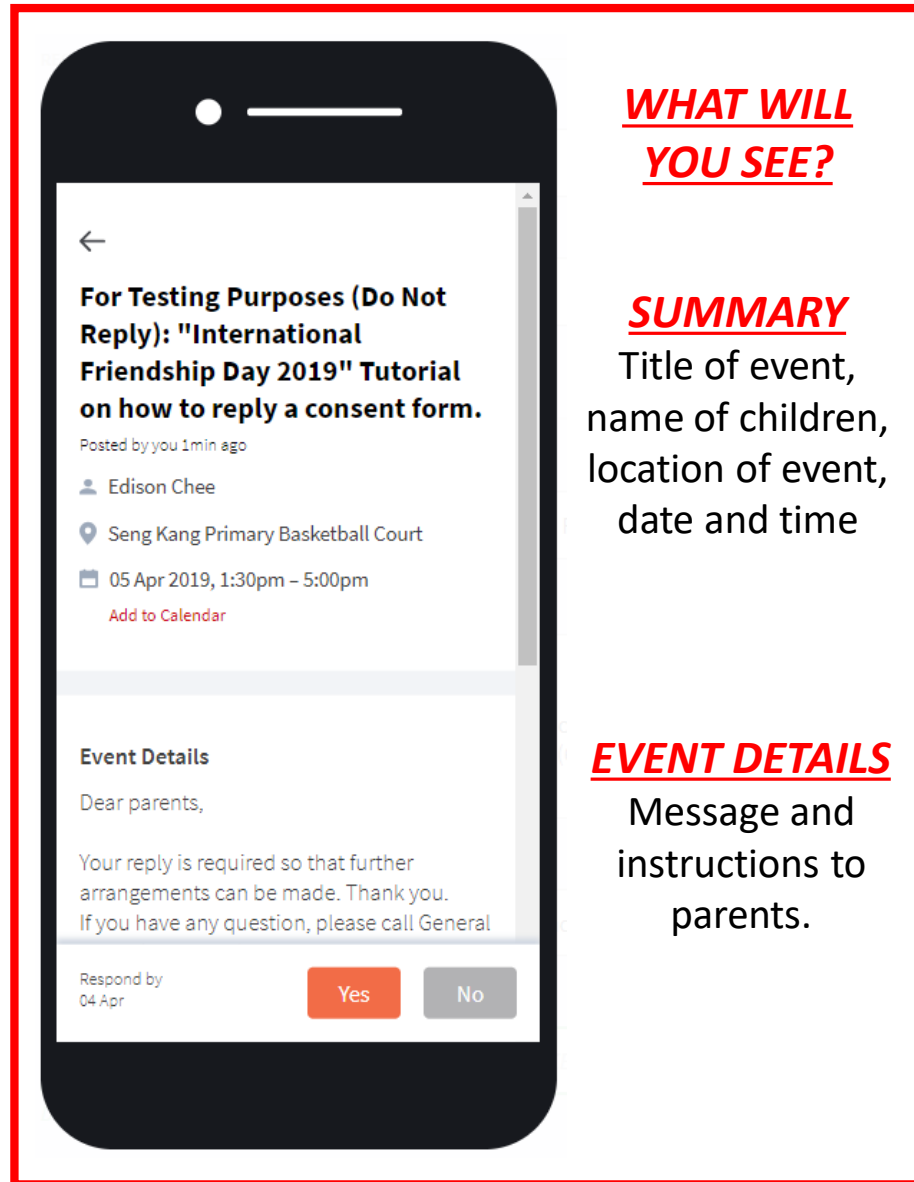 WHAT WILL
YOU SEE?
For Testing Purposes (Do Not
Reply): "International
Friendship Day 2019" Tutorial
on how to reply a consent form.
Posted by you 1min ago
Edison Chee
Seng Kang Primary Basketball Court
05 Apr 2019, 1:30pm – 5:00pm
Add to Calendar
SUMMARY
Title of event,
name of children,
location of event,
date and time
Event Details
Dear parents,
Your reply is required so that further
arrangements can be made. Thank you.
If you have any question, please call General
Respond by
04 Apr
Yes
No
EVENT DETAILS
Message and
instructions to
parents.